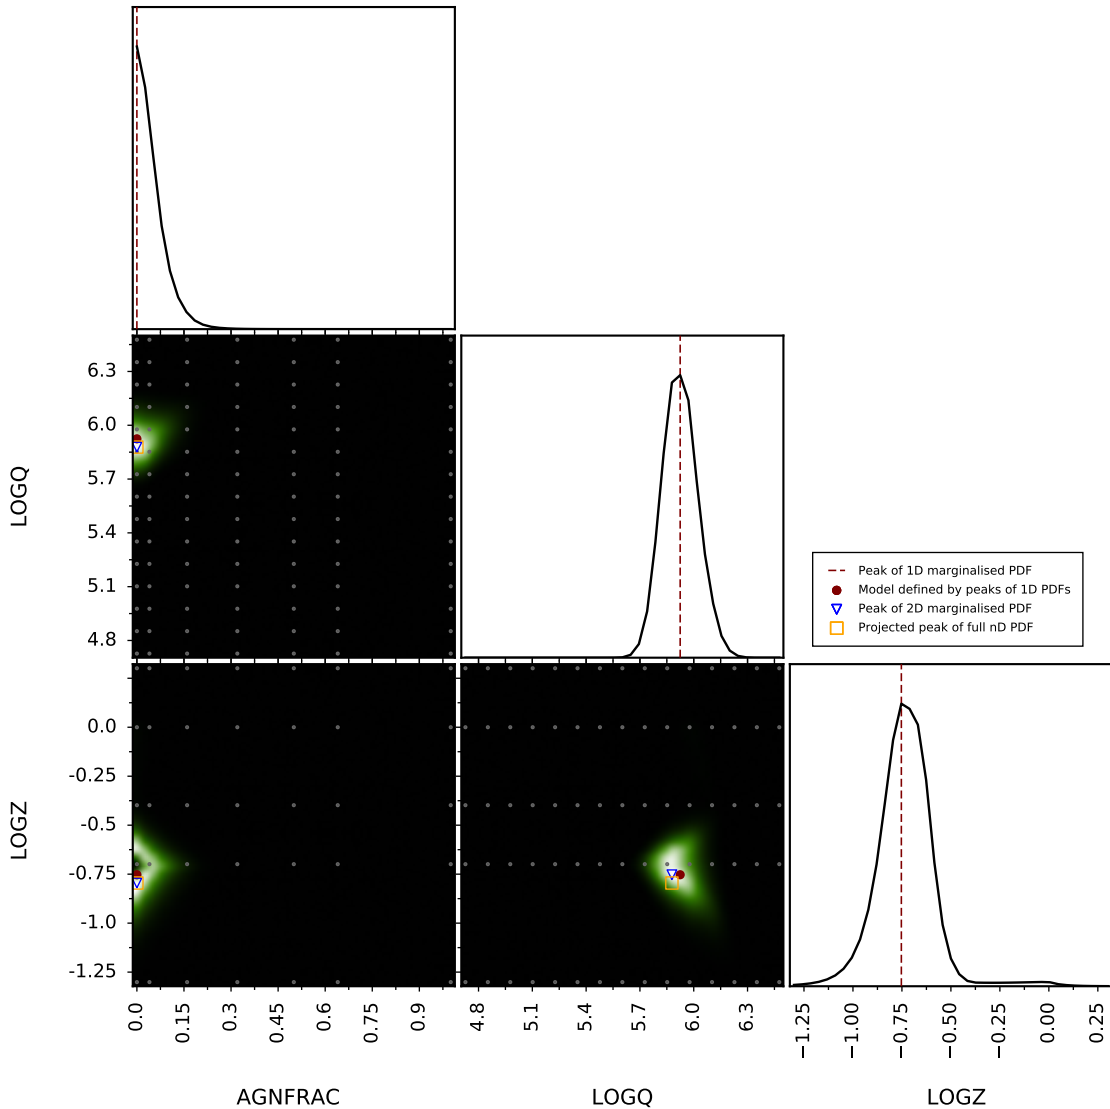 6.3
6.0
5.7
5.4
5.1
4.8
LOGQ
Peak of 1D marginalised PDF
Model defined by peaks of 1D PDFs
Peak of 2D marginalised PDF
Projected peak of full nD PDF
0.0
-0.25
-0.5
-0.75
-1.0
-1.25
LOGZ
0.0 0.15 0.3 0.45 0.6 0.75 0.9
4.8 5.1 5.4 5.7 6.0 6.3
−1.25 −1.00 −0.75 −0.50 −0.25 0.00 0.25
AGNFRAC LOGQ LOGZ